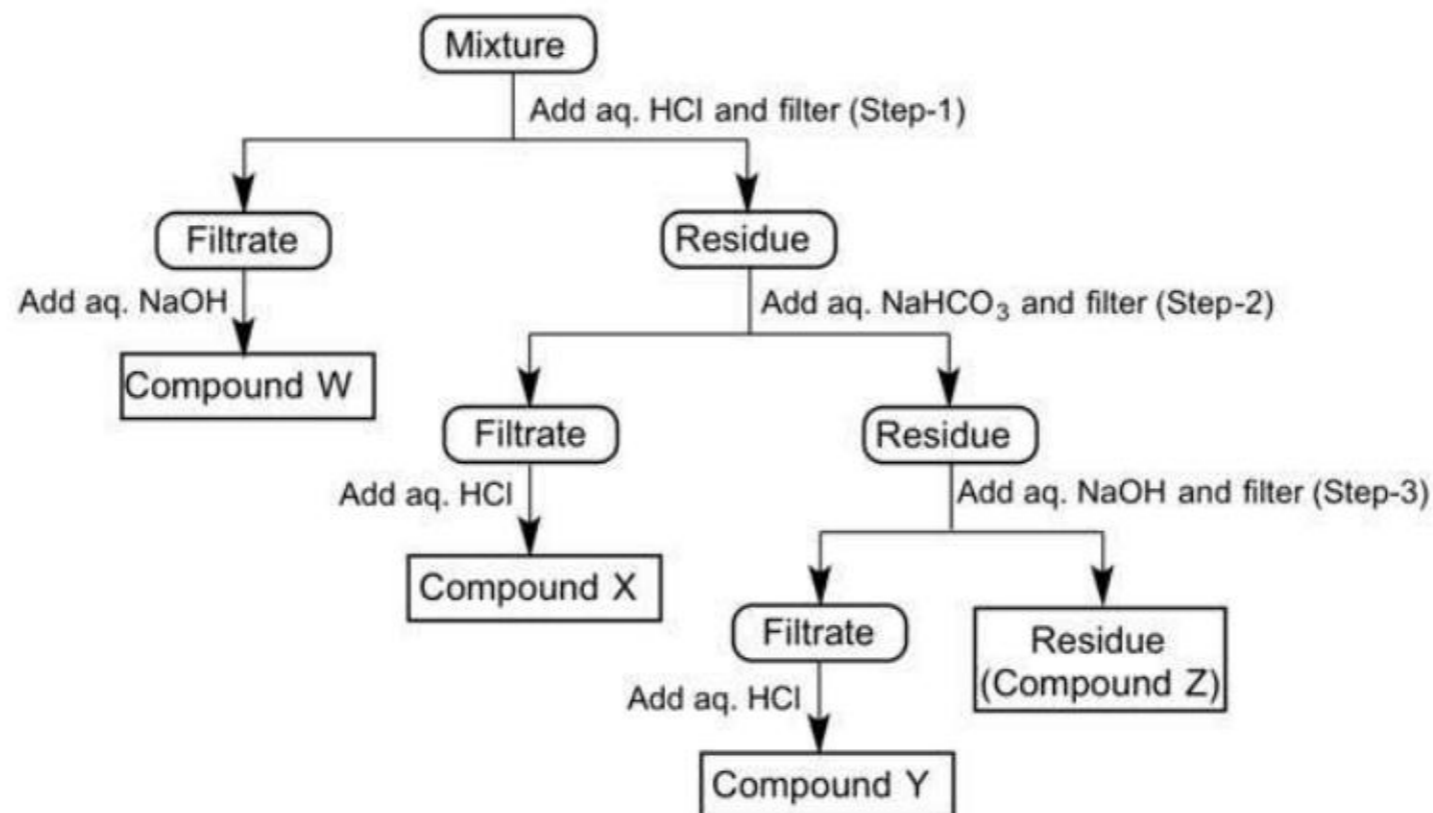 Mixture
Add aq. HCl and filter (Step-1)
Filtrate
Residue
Add aq. NaOH
Add aq. NaHCO₃ and filter (Step-2)
Compound W
Filtrate
Residue
Add aq. HCl
Add aq. NaOH and filter (Step-3)
Compound X
Filtrate
Residue
(Compound Z)
Add aq. HCl
Compound Y